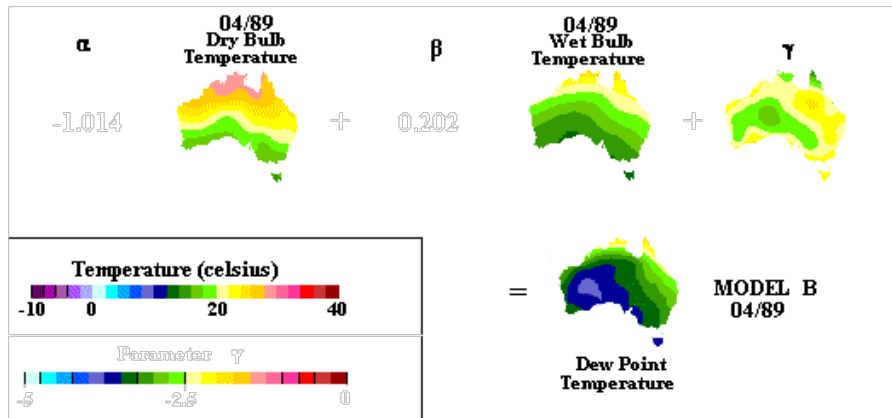 α
04/89
Dry Bulb
Temperature
β
04/89
Wet Bulb
Temperature
γ
-1.014
+
0.202
+
Temperature (celsius)
-10 0 20 40
=
MODEL B
04/89
Parameter γ
-5 -2.5 0
Dew Point
Temperature